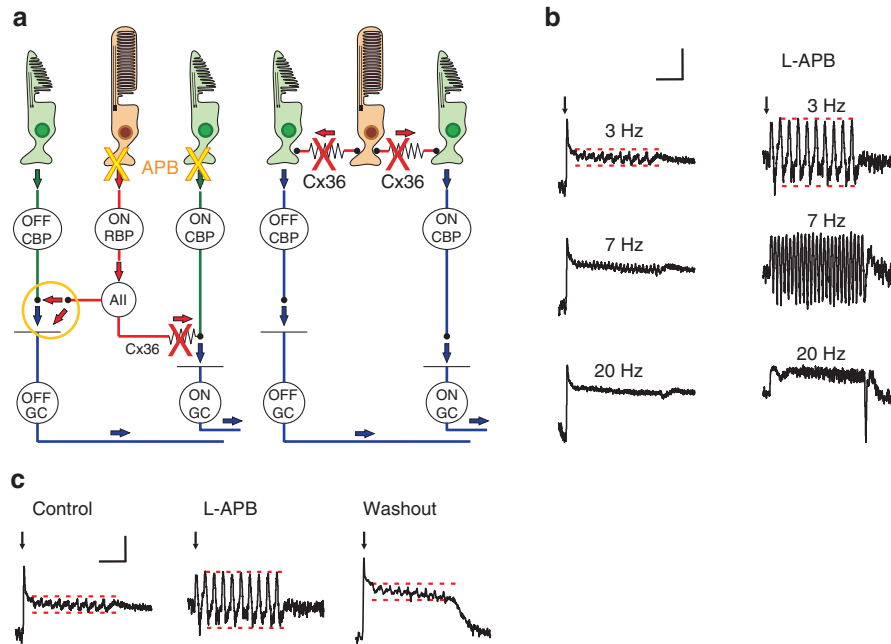 a
APB
Cx36 Cx36
OFF CBP
ON RBP
ON CBP
OFF CBP
ON CBP
AII
Cx36
OFF GC
ON GC
OFF GC
ON GC
b
L-APB
3 Hz
3 Hz
7 Hz
7 Hz
20 Hz
20 Hz
c
Control
L-APB
Washout